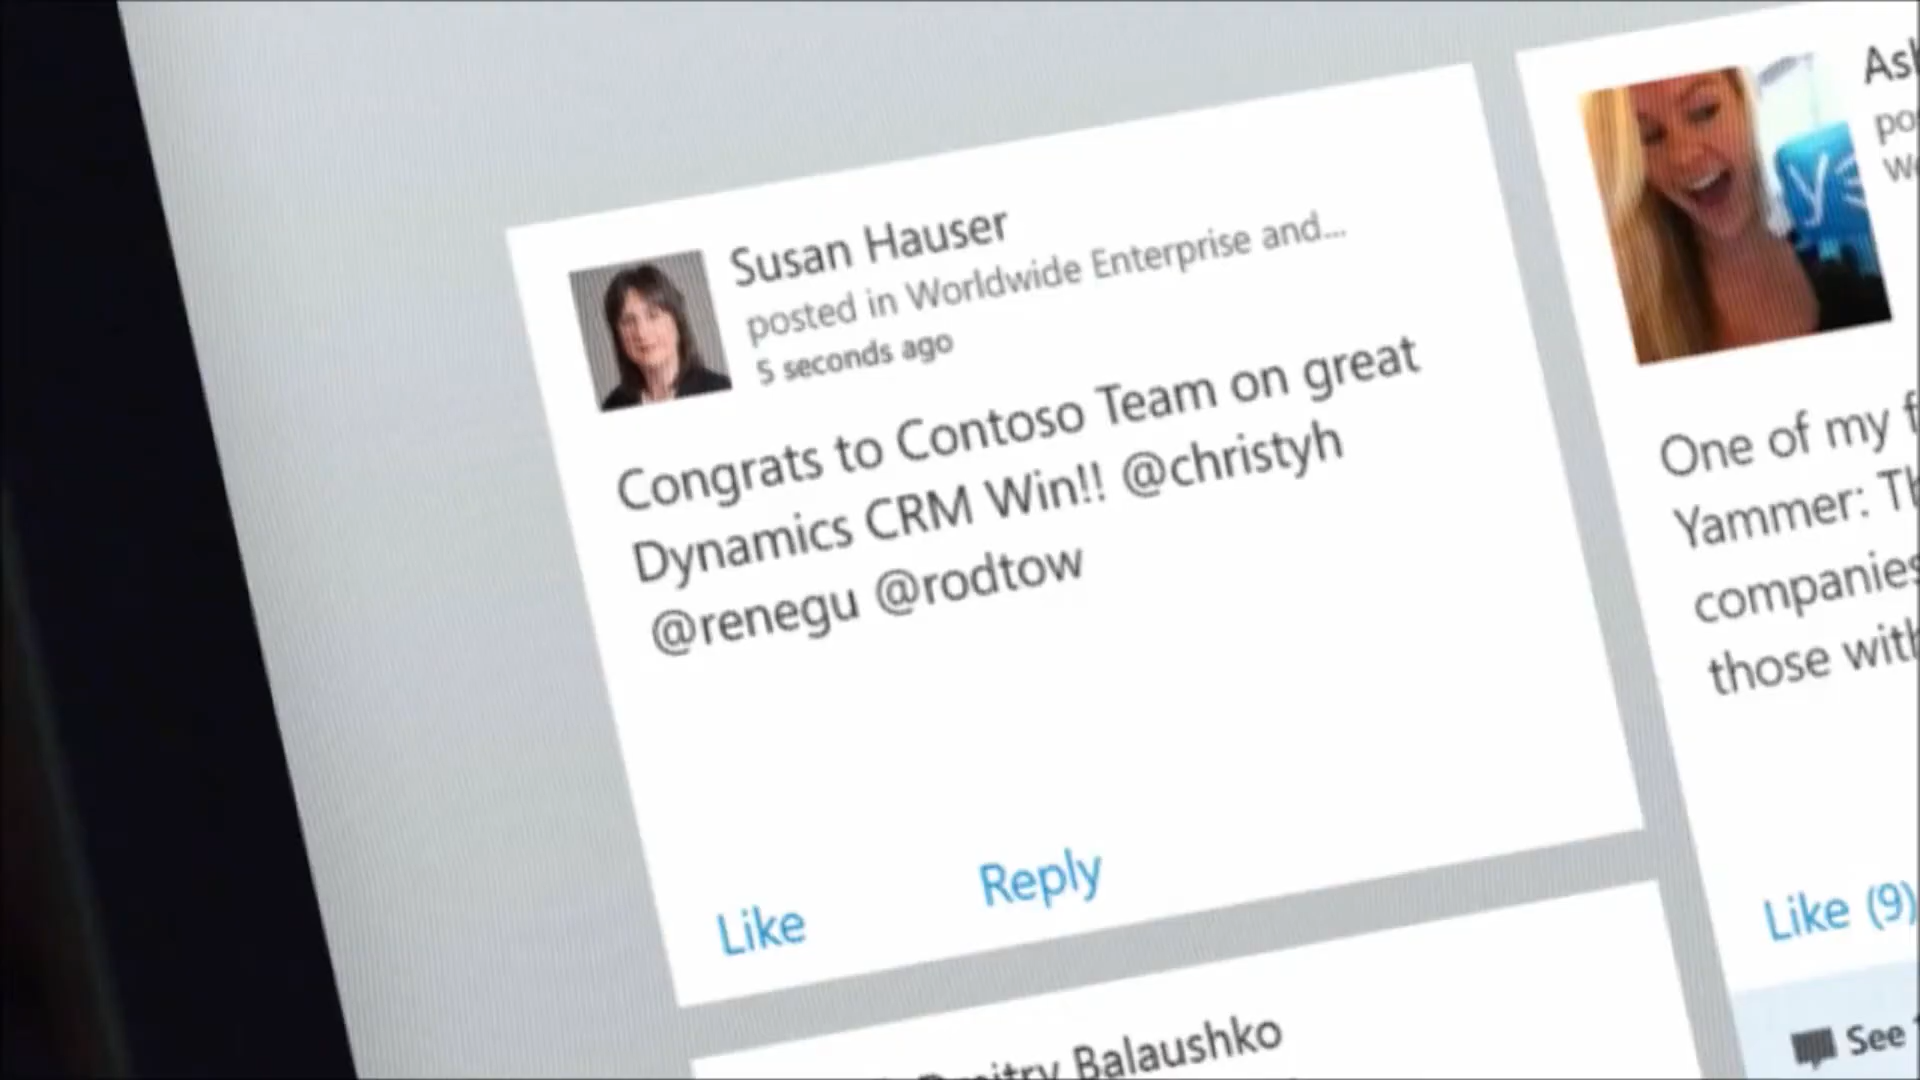 Susan Hauser
posted in Worldwide Enterprise and...
5 seconds ago
Congrats to Contoso Team on great
Dynamics CRM Win!! @christyh
@renegu @rodtow
Like
Reply
One of my
Yammer:
companies
those with
Like (9)
See
Balaushko